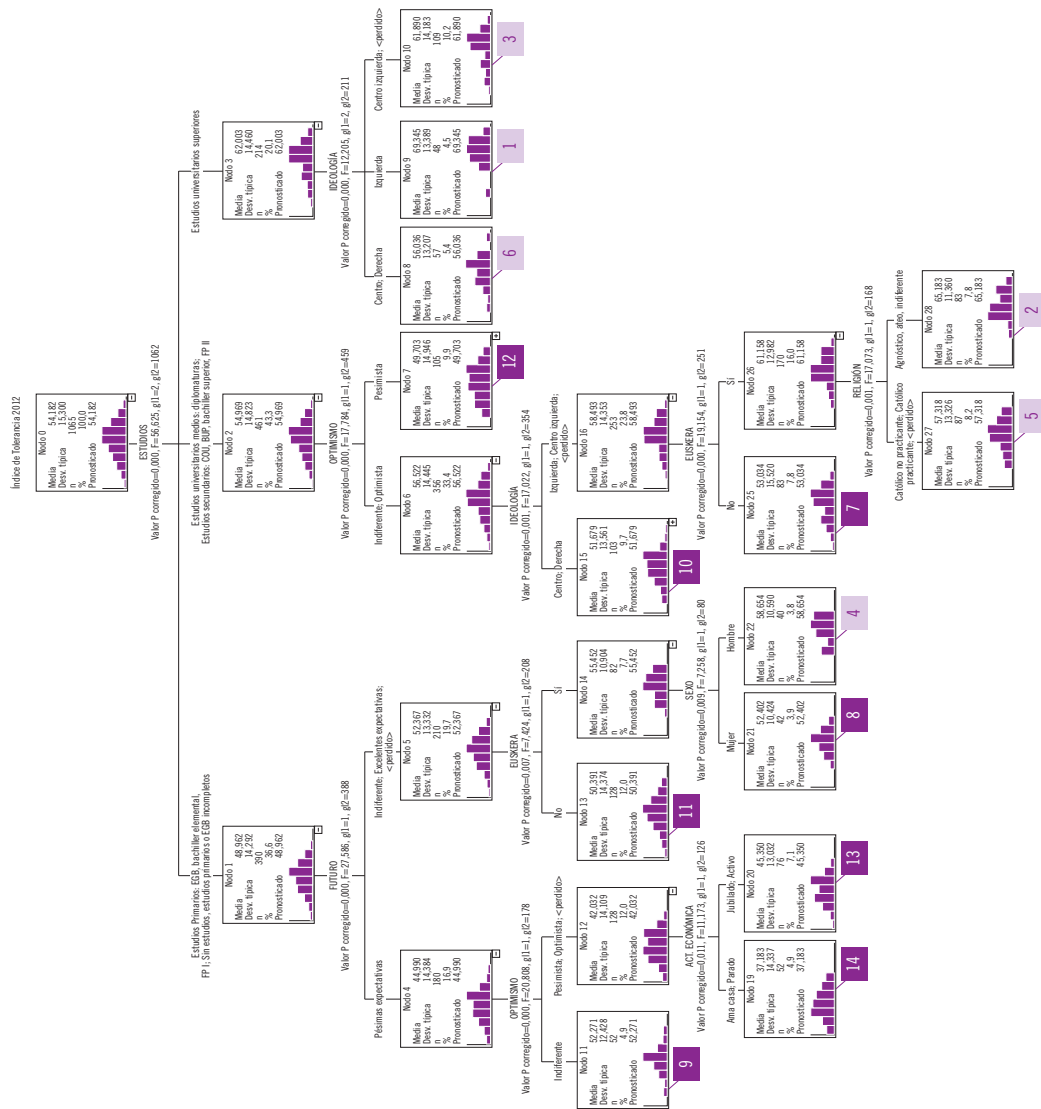 Índice de Tolerancia 2012
Nodo 0
Media 54,182
Desv. típica 15,300
n 1065
% 100,0
Pronosticado 54,182
ESTUDIOS
Valor P corregido=0,000, F=56,625, gl1=2, gl2=1062
Estudios Primarios: EGB, bachiller elemental,
FP I; Sin estudios, estudios primarios o EGB incompletos
Nodo 1
Media 48,962
Desv. típica 14,292
n 390
% 36,6
Pronosticado 48,962
Estudios universitarios medios; diplomaturas;
Estudios secundarios: COU, BUP, bachiller superior, FP II
Nodo 2
Media 54,969
Desv. típica 14,823
n 461
% 43,3
Pronosticado 54,969
Estudios universitarios superiores
Nodo 3
Media 62,003
Desv. típica 14,460
n 214
% 20,1
Pronosticado 62,003
FUTURO
Valor P corregido=0,000, F=27,586, gl1=1, gl2=388
OPTIMISMO
Valor P corregido=0,000, F=17,784, gl1=1, gl2=459
IDEOLOGÍA
Valor P corregido=0,000, F=12,205, gl1=2, gl2=211
Pésimas expectativas
Nodo 4
Media 44,990
Desv. típica 14,384
n 180
% 16,9
Pronosticado 44,990
Indiferente; Excelentes expectativas;
<perdido>
Nodo 5
Media 52,367
Desv. típica 13,332
n 210
% 19,7
Pronosticado 52,367
Indiferente; Optimista
Nodo 6
Media 56,522
Desv. típica 14,445
n 356
% 33,4
Pronosticado 56,522
Pesimista
Nodo 7
Media 49,703
Desv. típica 14,946
n 105
% 9,9
Pronosticado 49,703
12
Centro; Derecha
Nodo 8
Media 56,036
Desv. típica 13,207
n 57
% 5,4
Pronosticado 56,036
6
Izquierda
Nodo 9
Media 69,345
Desv. típica 13,389
n 48
% 4,5
Pronosticado 69,345
1
Centro izquierda; <perdido>
Nodo 10
Media 61,890
Desv. típica 14,183
n 109
% 10,2
Pronosticado 61,890
3
OPTIMISMO
Valor P corregido=0,000, F=20,808, gl1=1, gl2=178
EUSKERA
Valor P corregido=0,007, F=7,424, gl1=1, gl2=208
IDEOLOGÍA
Valor P corregido=0,001, F=17,022, gl1=1, gl2=354
Indiferente
Nodo 11
Media 52,271
Desv. típica 12,428
n 52
% 4,9
Pronosticado 52,271
9
Pesimista; Optimista; <perdido>
Nodo 12
Media 42,032
Desv. típica 14,109
n 128
% 12,0
Pronosticado 42,032
No
Nodo 13
Media 50,391
Desv. típica 14,374
n 128
% 12,0
Pronosticado 50,391
11
Sí
Nodo 14
Media 55,452
Desv. típica 10,904
n 82
% 7,7
Pronosticado 55,452
Centro; Derecha
Nodo 15
Media 51,679
Desv. típica 13,561
n 103
% 9,7
Pronosticado 51,679
10
Izquierda; Centro izquierda;
<perdido>
Nodo 16
Media 58,493
Desv. típica 14,353
n 253
% 23,8
Pronosticado 58,493
ACT. ECONÓMICA
Valor P corregido=0,011, F=11,173, gl1=1, gl2=126
SEXO
Valor P corregido=0,009, F=7,258, gl1=1, gl2=80
EUSKERA
Valor P corregido=0,000, F=19,154, gl1=1, gl2=251
Ama casa; Parado
Nodo 19
Media 37,183
Desv. típica 14,337
n 52
% 4,9
Pronosticado 37,183
14
Jubilado; Activo
Nodo 20
Media 45,350
Desv. típica 13,032
n 76
% 7,1
Pronosticado 45,350
13
Mujer
Nodo 21
Media 52,402
Desv. típica 10,424
n 42
% 3,9
Pronosticado 52,402
8
Hombre
Nodo 22
Media 58,654
Desv. típica 10,590
n 40
% 3,8
Pronosticado 58,654
4
No
Nodo 25
Media 53,034
Desv. típica 15,520
n 83
% 7,8
Pronosticado 53,034
7
Sí
Nodo 26
Media 61,158
Desv. típica 12,982
n 170
% 16,0
Pronosticado 61,158
RELIGIÓN
Valor P corregido=0,001, F=17,073, gl1=1, gl2=168
Católico no practicante; Católico
practicante; <perdido>
Nodo 27
Media 57,318
Desv. típica 13,326
n 87
% 8,2
Pronosticado 57,318
5
Agnóstico, ateo, indiferente
Nodo 28
Media 65,183
Desv. típica 11,360
n 83
% 7,8
Pronosticado 65,183
2